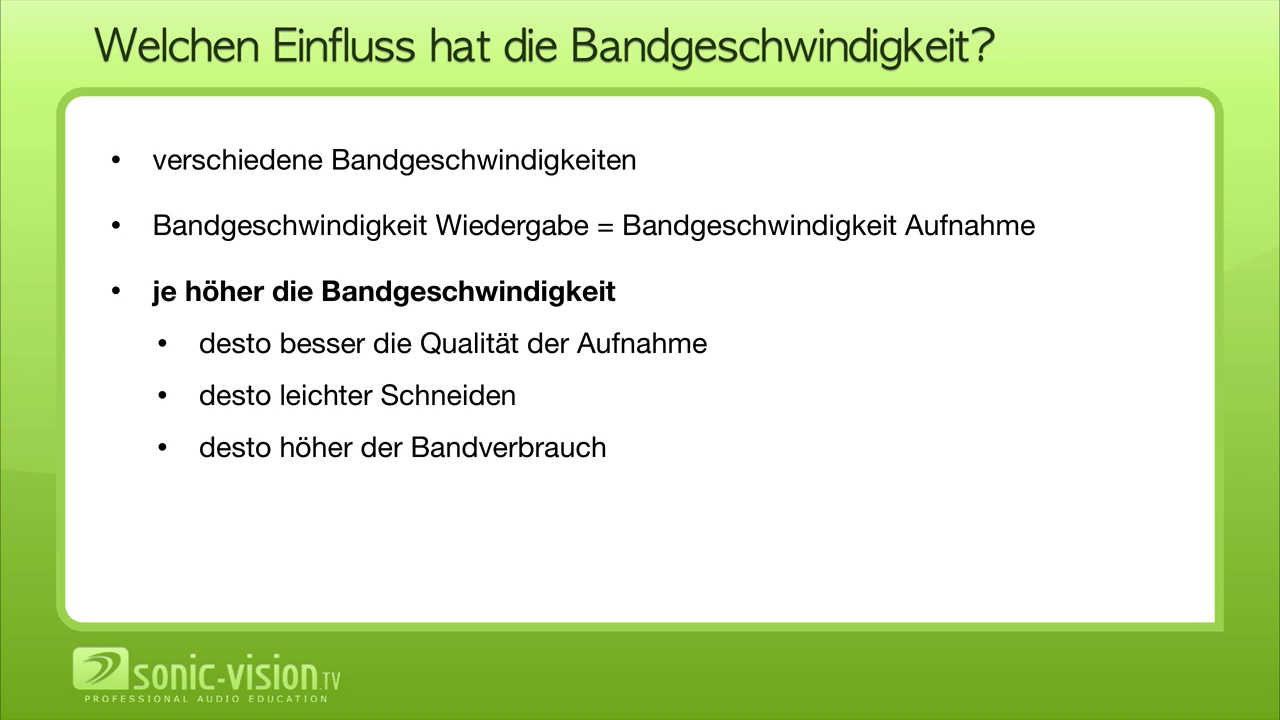 Welchen Einfluss hat die Bandgeschwindigkeit?
• verschiedene Bandgeschwindigkeiten
• Bandgeschwindigkeit Wiedergabe = Bandgeschwindigkeit Aufnahme
• je höher die Bandgeschwindigkeit
• desto besser die Qualität der Aufnahme
• desto leichter Schneiden
• desto höher der Bandverbrauch
sonic-vision.TV
PROFESSIONAL AUDIO EDUCATION